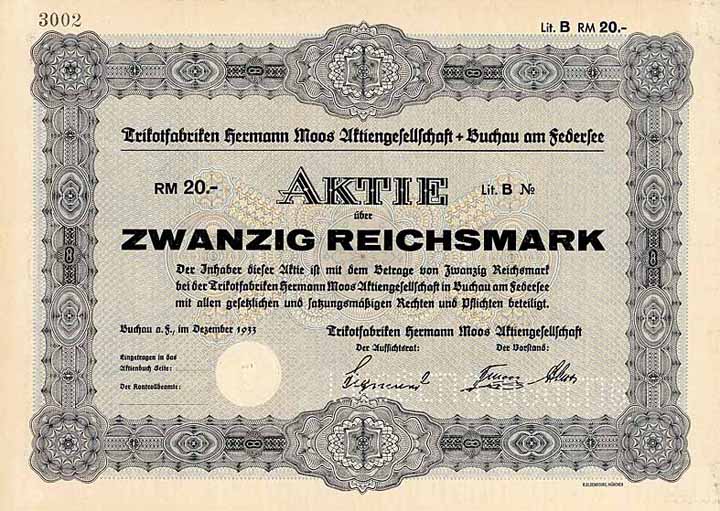 3002
Lit. B RM 20.-
Trikotfabriken Hermann Moos Aktiengesellschaft + Buchau am Federsee
RM 20.- AKTIE Lit. B №
über
ZWANZIG REICHSMARK
Der Inhaber dieser Aktie ist mit dem Betrage von Zwanzig Reichsmark
bei der Trikotfabriken Hermann Moos Aktiengesellschaft in Buchau am Federsee
mit allen gesetzlichen und satzungsmäßigen Rechten und Pflichten beteiligt.
Buchau a. F., im Dezember 1933 Trikotfabriken Hermann Moos Aktiengesellschaft
Der Aufsichtsrat: Der Vorstand:
Eingetragen in das
Aktienbuch Seite:
Der Kontrollbeamte: